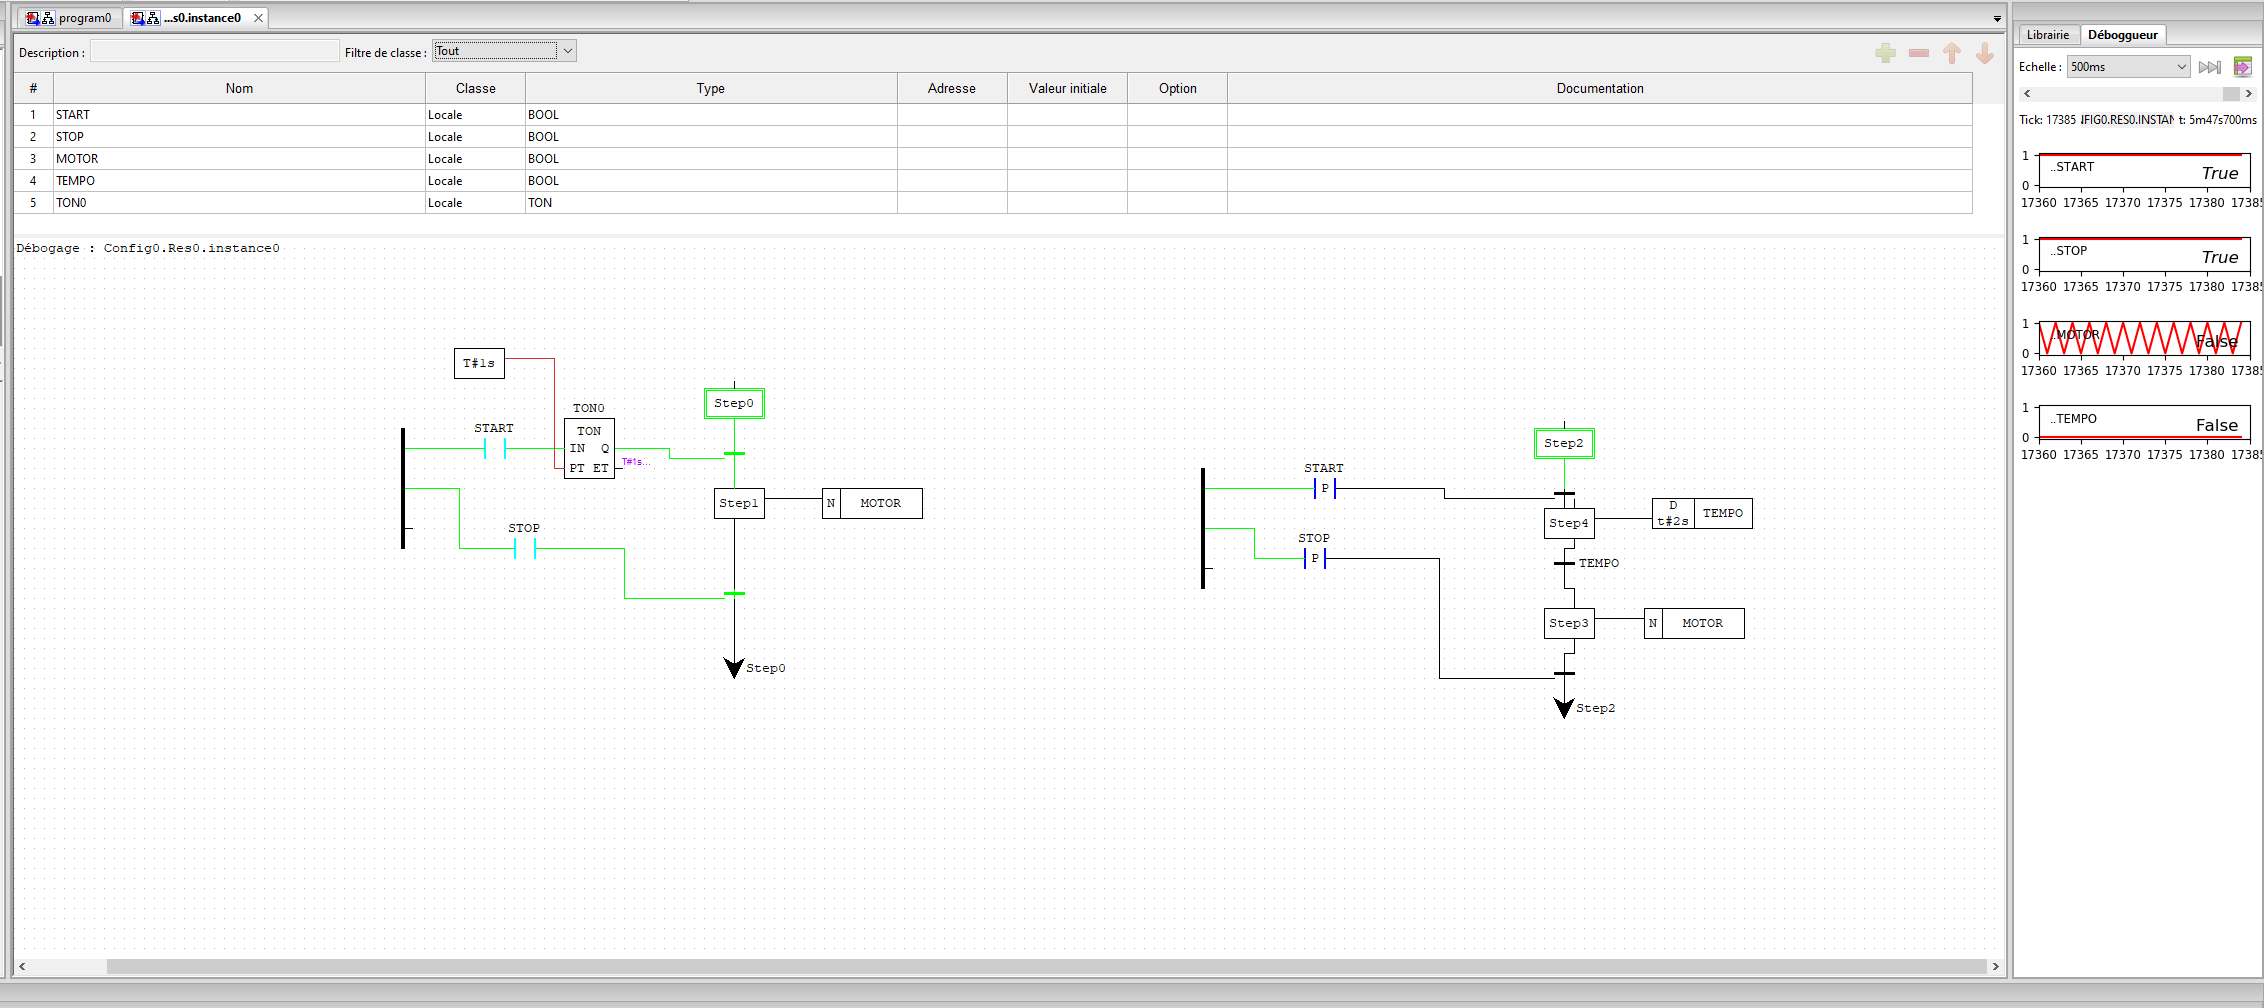 program0
...s0.instance0
Description :
Filtre de classe : Tout
# Nom Classe Type Adresse Valeur initiale Option Documentation
1 START Locale BOOL
2 STOP Locale BOOL
3 MOTOR Locale BOOL
4 TEMPO Locale BOOL
5 TON0 Locale TON
Débogage : Config0.Res0.instance0
T#1s
TON0
TON
IN Q
PT ET
T#1s...
START
STOP
Step0
Step1
N MOTOR
Step0
START
P
STOP
P
Step2
Step4
D t#2s TEMPO
TEMPO
Step3
N MOTOR
Step2
Librairie
Déboggueur
Echelle : 500ms
Tick: 17385 IFIG0.RES0.INSTAN t: 5m47s700ms
1
0
..START
True
17360 17365 17370 17375 17380 1738
1
0
..STOP
True
17360 17365 17370 17375 17380 1738
1
0
..MOTOR
False
17360 17365 17370 17375 17380 1738
1
0
..TEMPO
False
17360 17365 17370 17375 17380 1738